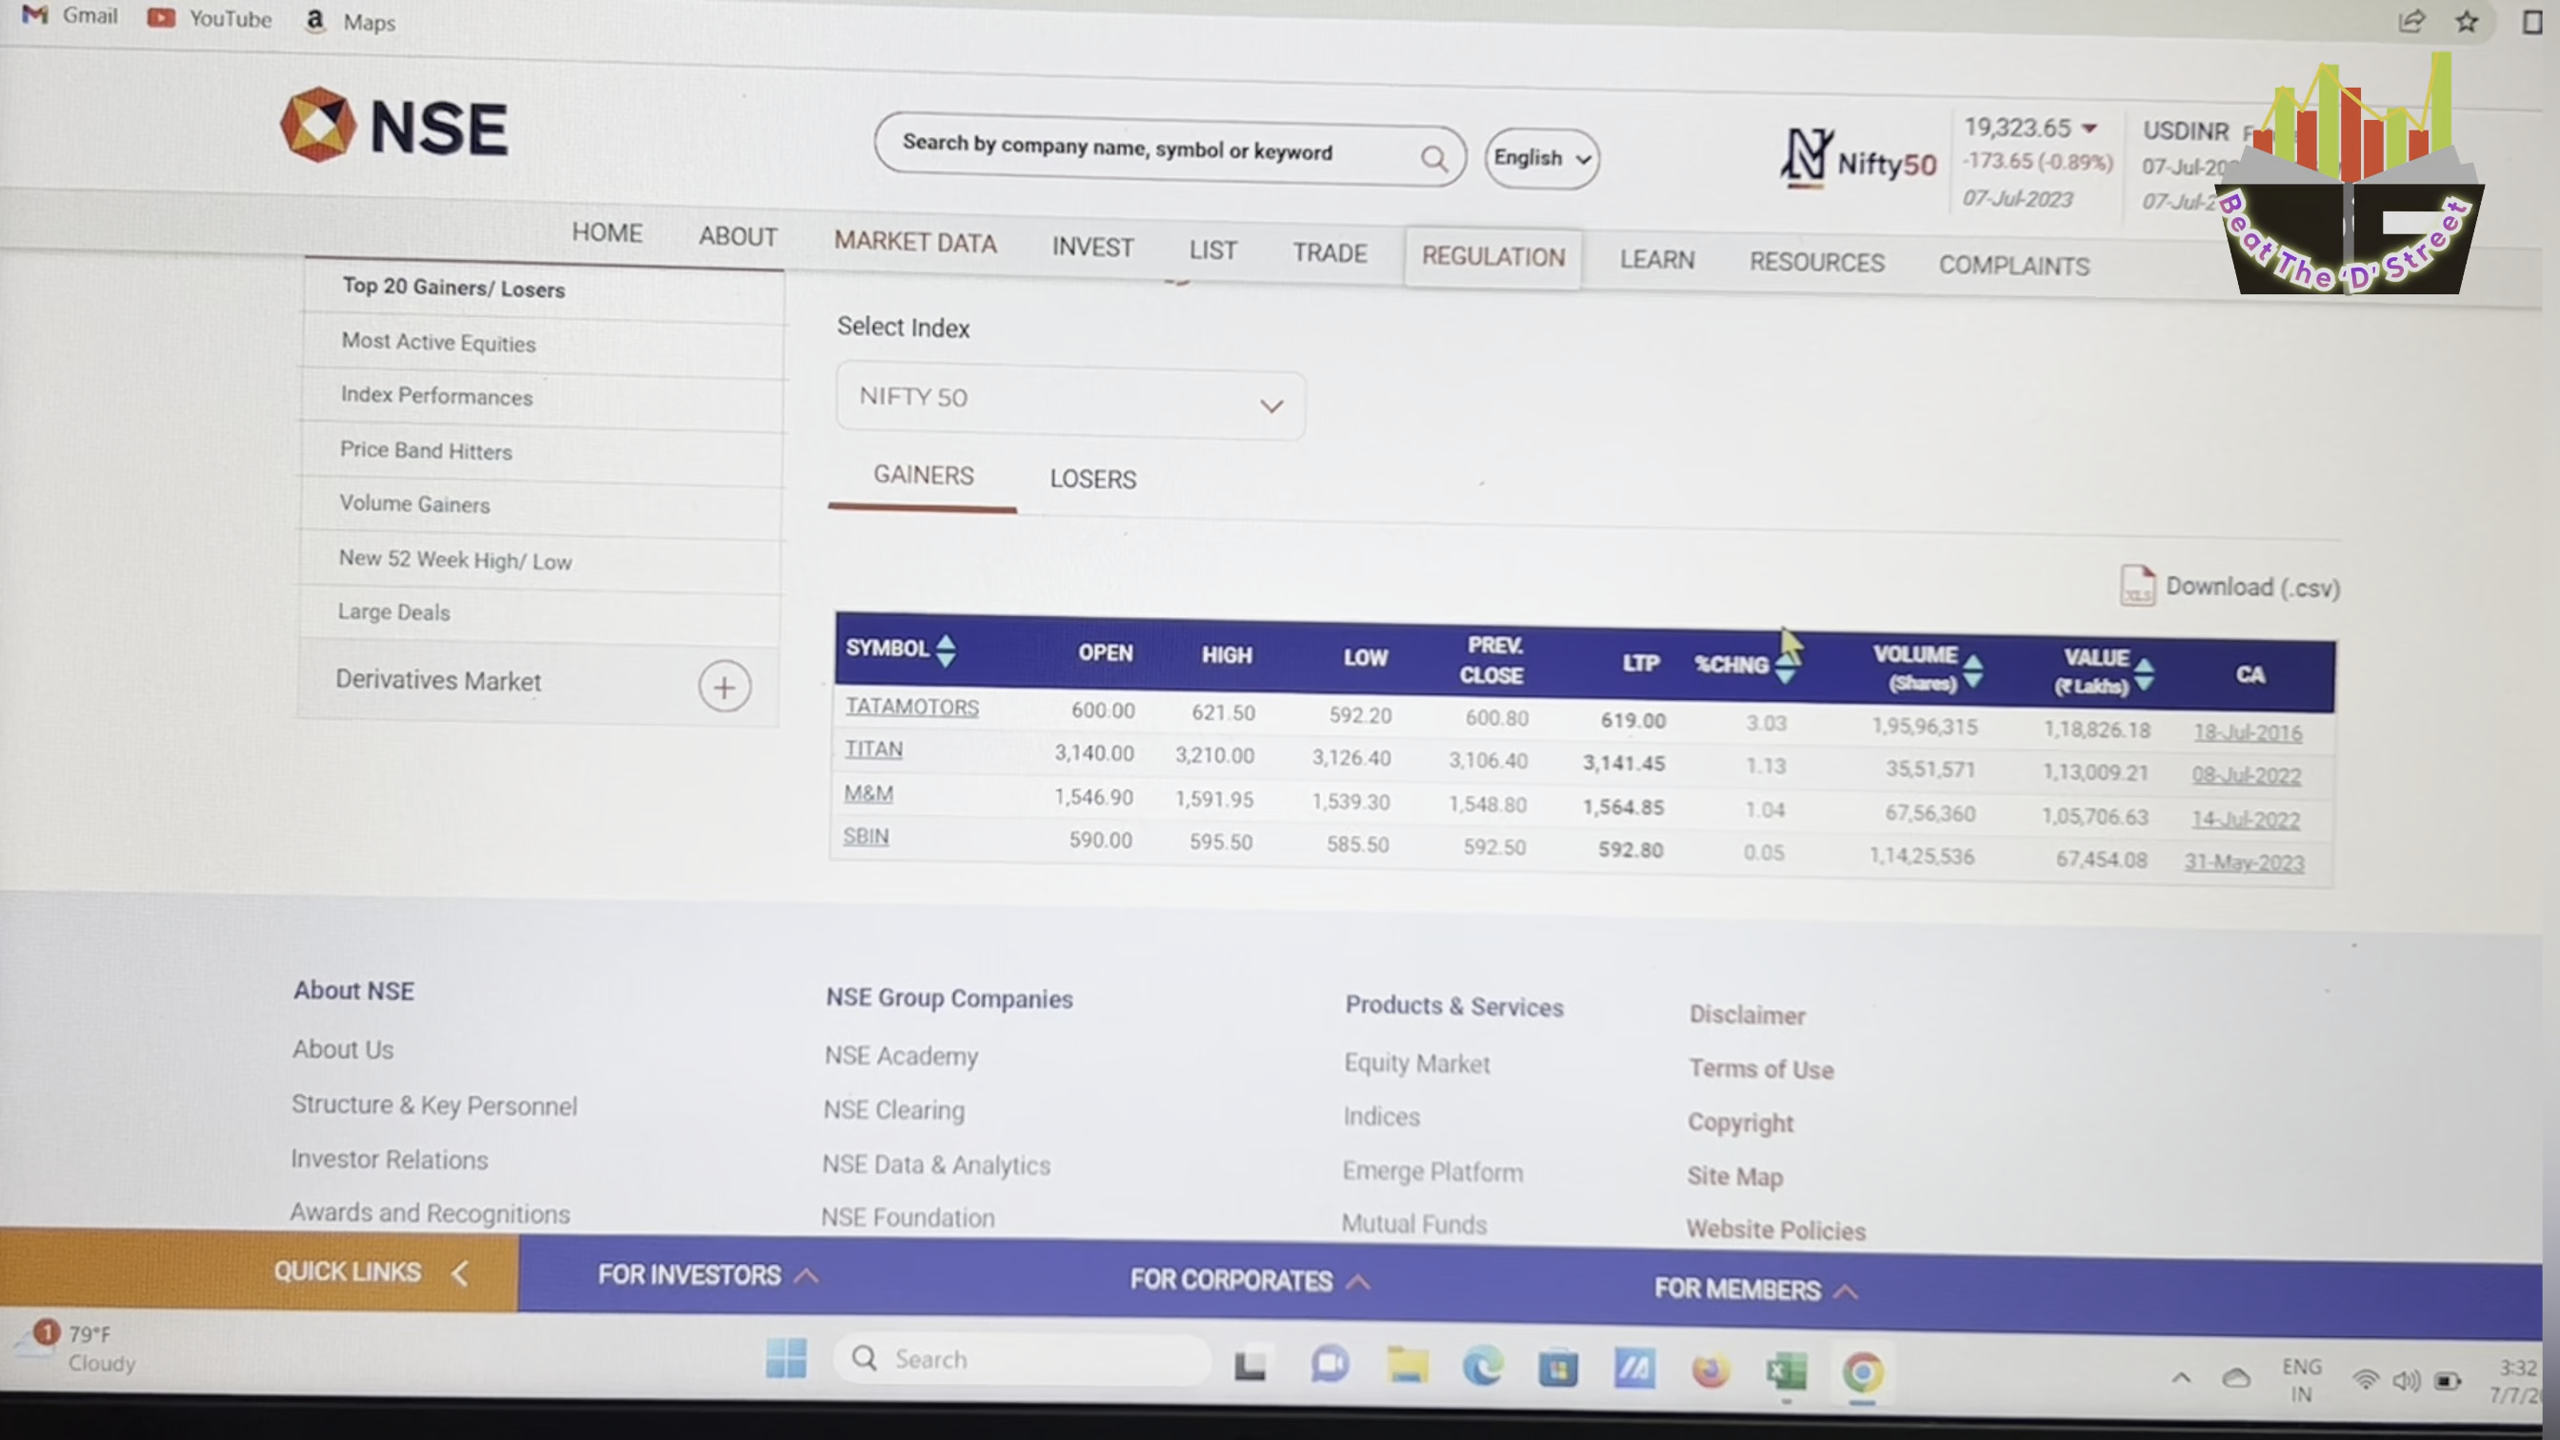 Gmail YouTube Maps
NSE
Search by company name, symbol or keyword
English
Nifty50
19,323.65
-173.65 (-0.89%)
07-Jul-2023
USDINR
Beat The 'D' Street
HOME ABOUT MARKET DATA INVEST LIST TRADE REGULATION LEARN RESOURCES COMPLAINTS
Top 20 Gainers/ Losers
Most Active Equities
Index Performances
Price Band Hitters
Volume Gainers
New 52 Week High/ Low
Large Deals
Derivatives Market
Select Index
NIFTY 50
GAINERS LOSERS
Download (.csv)
SYMBOL OPEN HIGH LOW PREV. CLOSE LTP %CHNG VOLUME (Shares) VALUE (₹ Lakhs) CA
TATAMOTORS 600.00 621.50 592.20 600.80 619.00 3.03 1,95,96,315 1,18,826.18 18-Jul-2016
TITAN 3,140.00 3,210.00 3,126.40 3,106.40 3,141.45 1.13 35,51,571 1,13,009.21 08-Jul-2022
M&M 1,546.90 1,591.95 1,539.30 1,548.80 1,564.85 1.04 67,56,360 1,05,706.63 14-Jul-2022
SBIN 590.00 595.50 585.50 592.50 592.80 0.05 1,14,25,536 67,454.08 31-May-2023
About NSE
About Us
Structure & Key Personnel
Investor Relations
Awards and Recognitions
NSE Group Companies
NSE Academy
NSE Clearing
NSE Data & Analytics
NSE Foundation
Products & Services
Equity Market
Indices
Emerge Platform
Mutual Funds
Disclaimer
Terms of Use
Copyright
Site Map
Website Policies
QUICK LINKS FOR INVESTORS FOR CORPORATES FOR MEMBERS
1
79°F
Cloudy
Search
ENG
IN
3:32